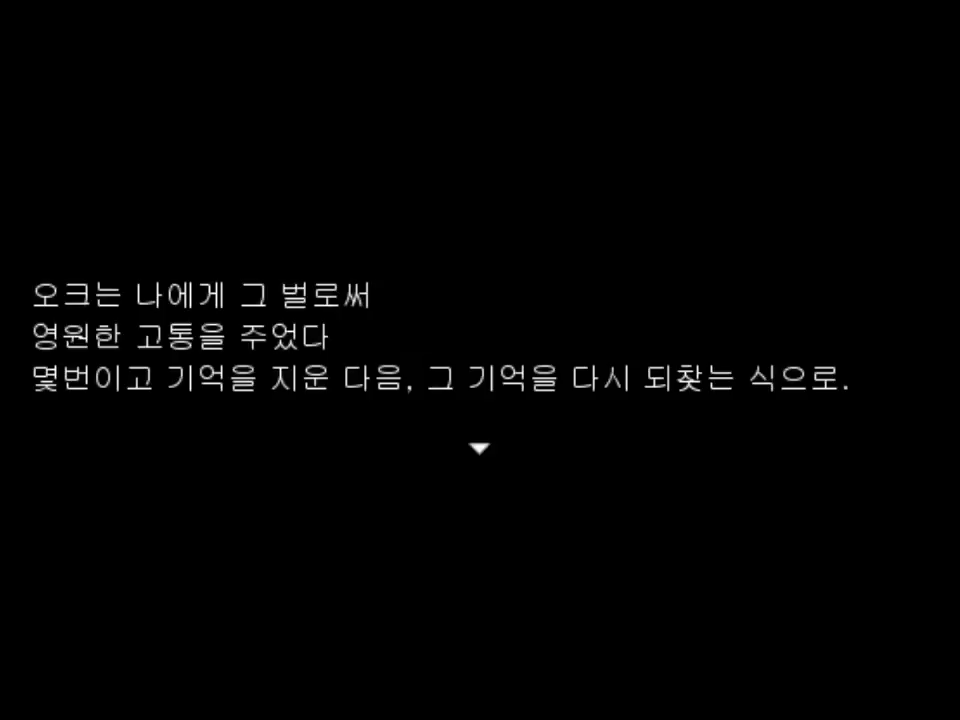 오크는 나에게 그 벌로써
영원한 고통을 주었다
몇번이고 기억을 지운 다음, 그 기억을 다시 되찾는 식으로.